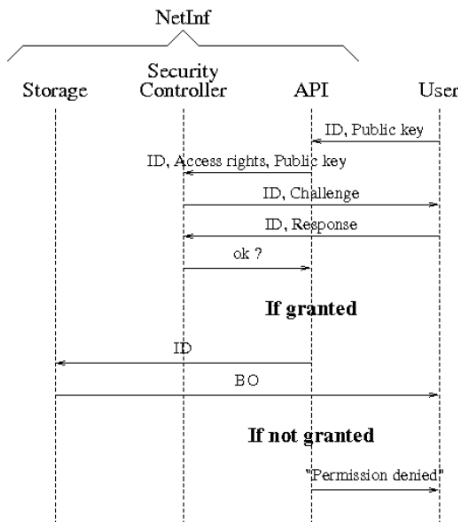 NetInf
Security
Storage Controller API User
ID, Public key
ID, Access rights, Public key
ID, Challenge
ID, Response
ok ?
If granted
ID
BO
If not granted
"Permission denied"